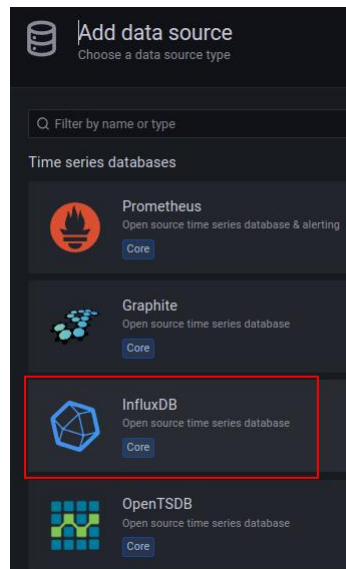 Add data source
Choose a data source type
Filter by name or type
Time series databases
Prometheus
Open source time series database & alerting
Core
Graphite
Open source time series database
Core
InfluxDB
Open source time series database
Core
OpenTSDB
Open source time series database
Core